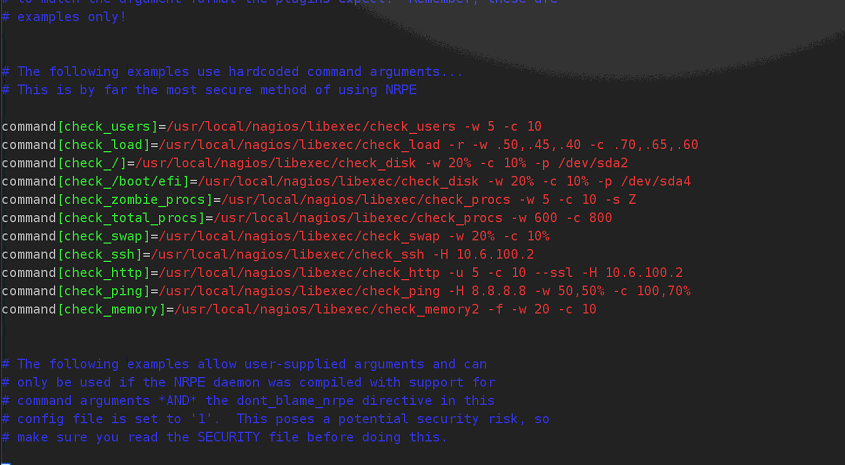 # to match the argument format the plugins expect. Remember, these are
# examples only!
# The following examples use hardcoded command arguments...
# This is by far the most secure method of using NRPE
command[check_users]=/usr/local/nagios/libexec/check_users -w 5 -c 10
command[check_load]=/usr/local/nagios/libexec/check_load -r -w .50,.45,.40 -c .70,.65,.60
command[check_/]=/usr/local/nagios/libexec/check_disk -w 20% -c 10% -p /dev/sda2
command[check_/boot/efi]=/usr/local/nagios/libexec/check_disk -w 20% -c 10% -p /dev/sda4
command[check_zombie_procs]=/usr/local/nagios/libexec/check_procs -w 5 -c 10 -s Z
command[check_total_procs]=/usr/local/nagios/libexec/check_procs -w 600 -c 800
command[check_swap]=/usr/local/nagios/libexec/check_swap -w 20% -c 10%
command[check_ssh]=/usr/local/nagios/libexec/check_ssh -H 10.6.100.2
command[check_http]=/usr/local/nagios/libexec/check_http -u 5 -c 10 --ssl -H 10.6.100.2
command[check_ping]=/usr/local/nagios/libexec/check_ping -H 8.8.8.8 -w 50,50% -c 100,70%
command[check_memory]=/usr/local/nagios/libexec/check_memory2 -f -w 20 -c 10
# The following examples allow user-supplied arguments and can
# only be used if the NRPE daemon was compiled with support for
# command arguments *AND* the dont_blame_nrpe directive in this
# config file is set to '1'.  This poses a potential security risk, so
# make sure you read the SECURITY file before doing this.